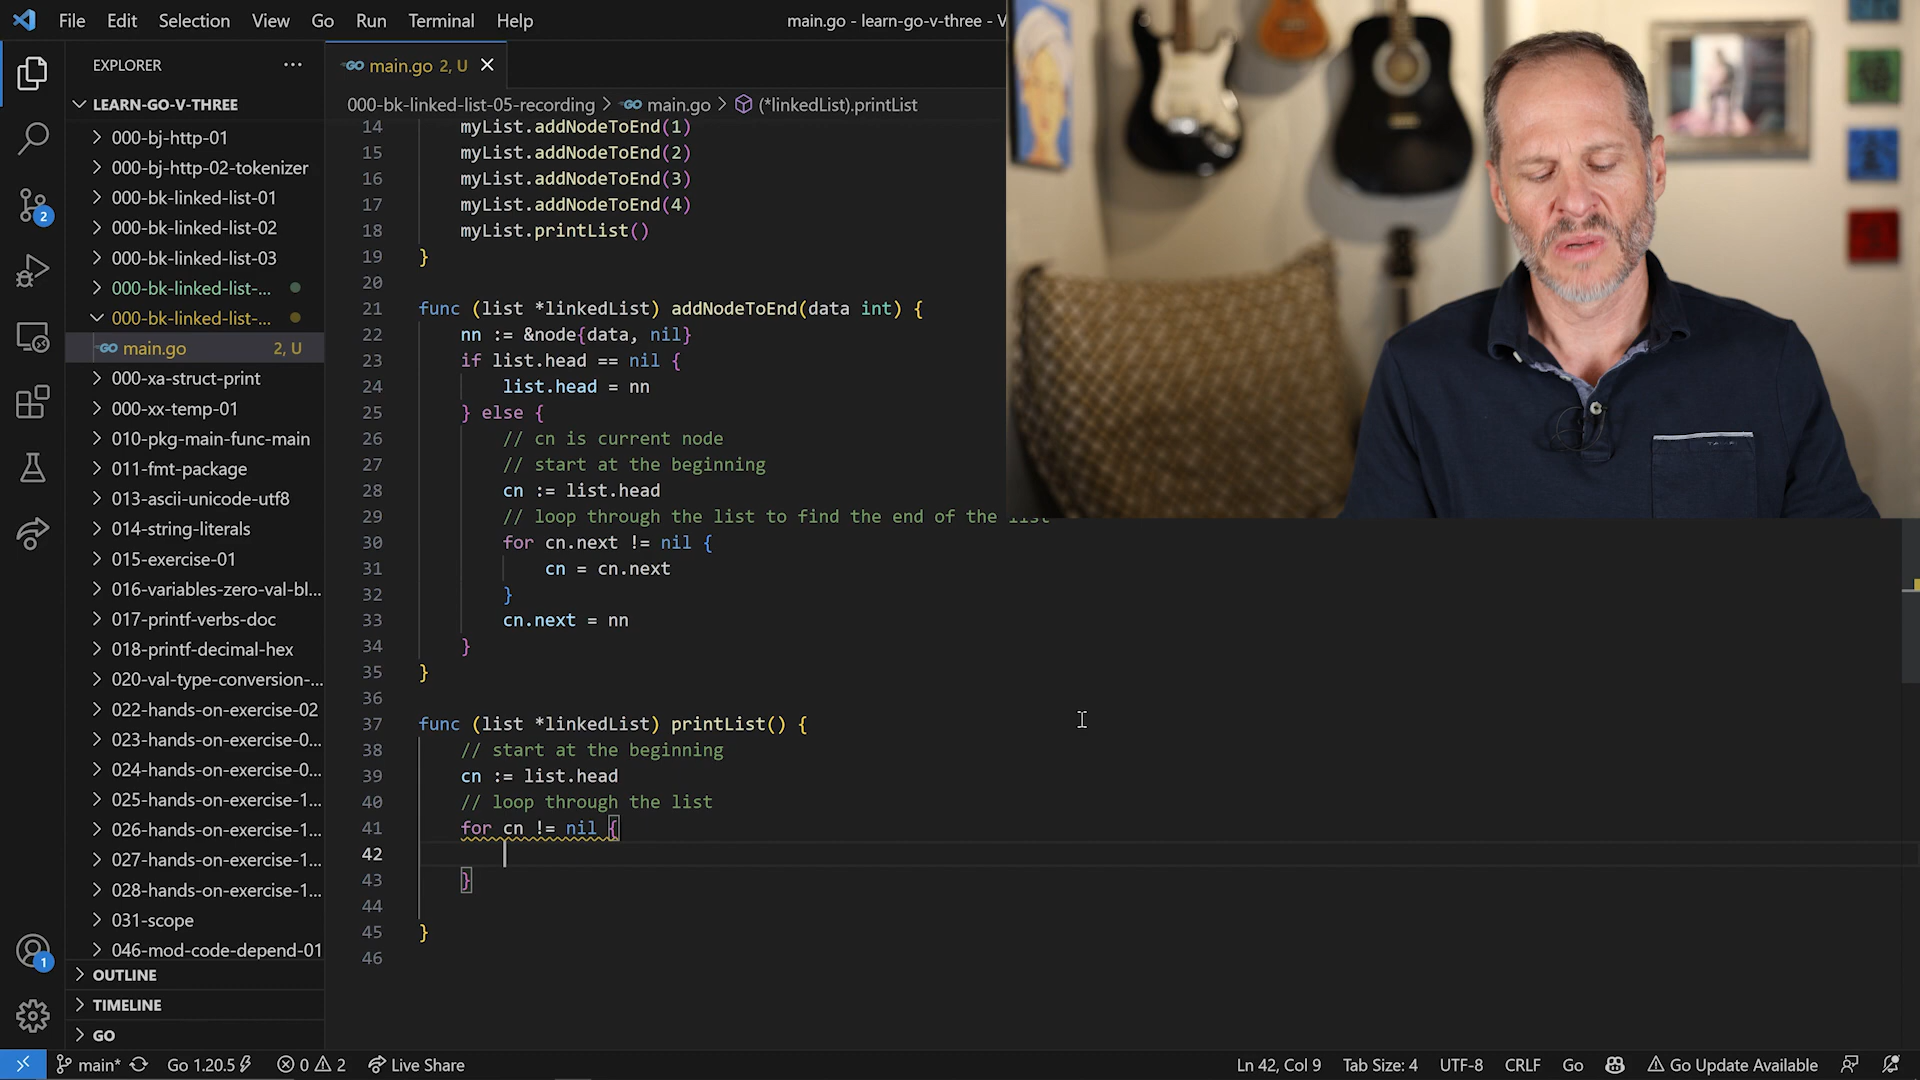 File Edit Selection View Go Run Terminal Help
main.go - learn-go-v-three - V
EXPLORER
main.go 2, U
LEARN-GO-V-THREE
000-bk-linked-list-05-recording > main.go > (*linkedList).printList
000-bj-http-01
000-bj-http-02-tokenizer
000-bk-linked-list-01
000-bk-linked-list-02
000-bk-linked-list-03
000-bk-linked-list-...
000-bk-linked-list-...
main.go 2, U
000-xa-struct-print
000-xx-temp-01
010-pkg-main-func-main
011-fmt-package
013-ascii-unicode-utf8
014-string-literals
015-exercise-01
016-variables-zero-val-bl...
017-printf-verbs-doc
018-printf-decimal-hex
020-val-type-conversion-...
022-hands-on-exercise-02
023-hands-on-exercise-0...
024-hands-on-exercise-0...
025-hands-on-exercise-1...
026-hands-on-exercise-1...
027-hands-on-exercise-1...
028-hands-on-exercise-1...
031-scope
046-mod-code-depend-01
OUTLINE
TIMELINE
GO
14 myList.addNodeToEnd(1)
15 myList.addNodeToEnd(2)
16 myList.addNodeToEnd(3)
17 myList.addNodeToEnd(4)
18 myList.printList()
19 }
20
21 func (list *linkedList) addNodeToEnd(data int) {
22 nn := &node{data, nil}
23 if list.head == nil {
24 list.head = nn
25 } else {
26 // cn is current node
27 // start at the beginning
28 cn := list.head
29 // loop through the list to find the end of the list
30 for cn.next != nil {
31 cn = cn.next
32 }
33 cn.next = nn
34 }
35 }
36
37 func (list *linkedList) printList() {
38 // start at the beginning
39 cn := list.head
40 // loop through the list
41 for cn != nil {
42
43 }
44
45 }
46
2
1
main* Go 1.20.5 0 2 Live Share
Ln 42, Col 9 Tab Size: 4 UTF-8 CRLF Go Go Update Available